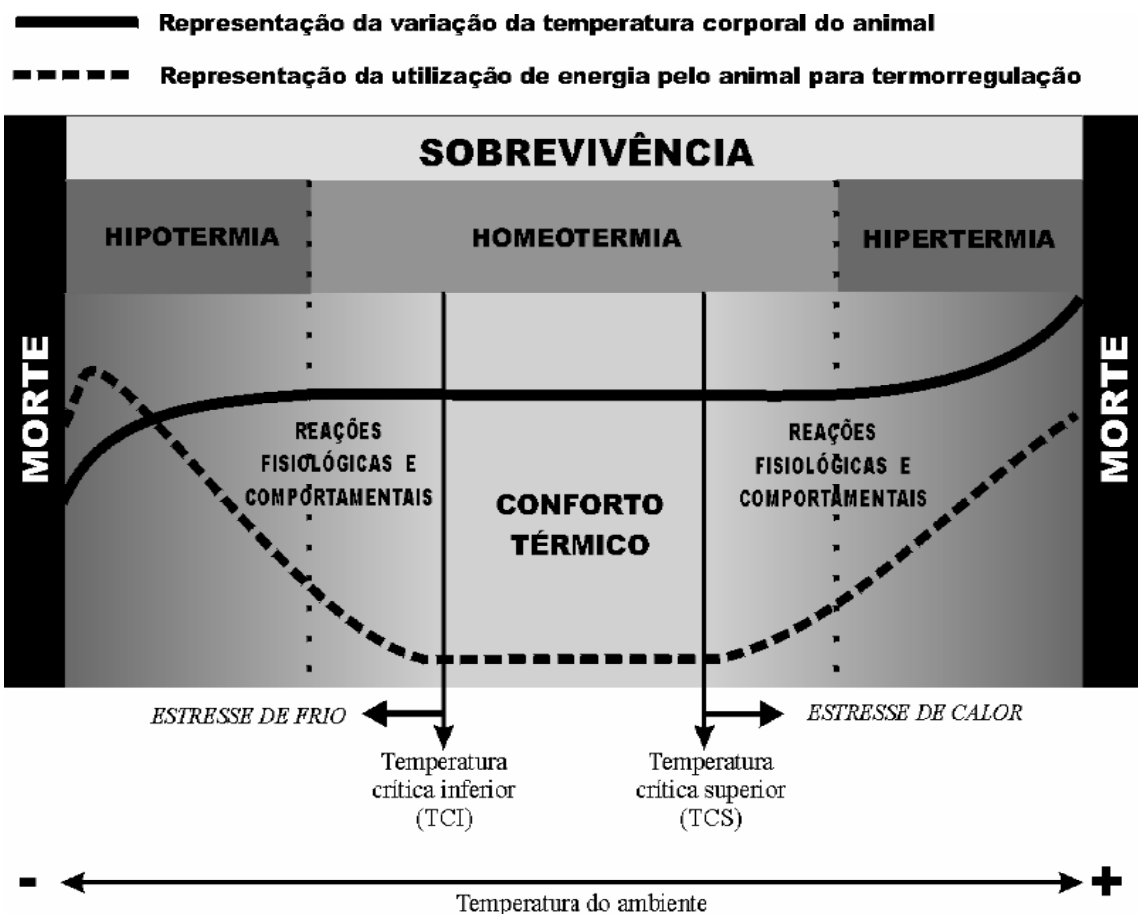 Representação da variação da temperatura corporal do animal
Representação da utilização de energia pelo animal para termorregulação
SOBREVIVÊNCIA
HIPOTERMIA
HOMEOTERMIA
HIPERTERMIA
MORTE
MORTE
REAÇÕES
FISIOLÓGICAS E
COMPORTAMENTAIS
REAÇÕES
FISIOLÓGICAS E
COMPORTAMENTAIS
CONFORTO
TÉRMICO
ESTRESSE DE FRIO
ESTRESSE DE CALOR
Temperatura
crítica inferior
(TCI)
Temperatura
crítica superior
(TCS)
-
+
Temperatura do ambiente